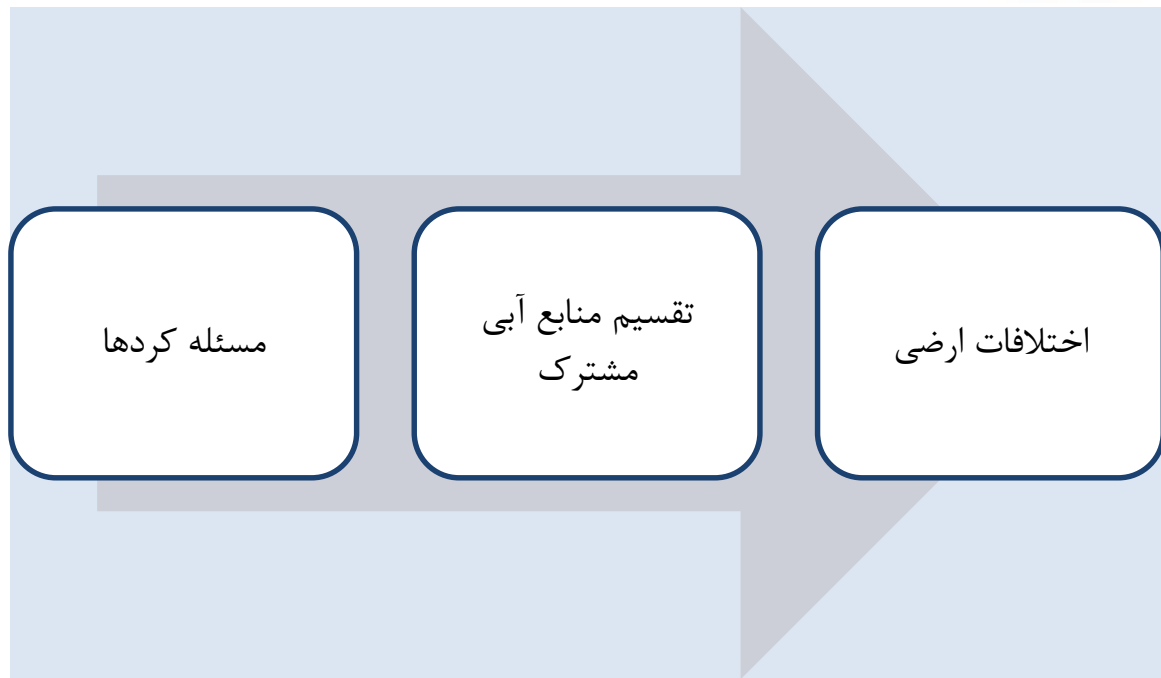 اختلافات ارضی
تقسیم منابع آبی
مشترک
مسئله کردها